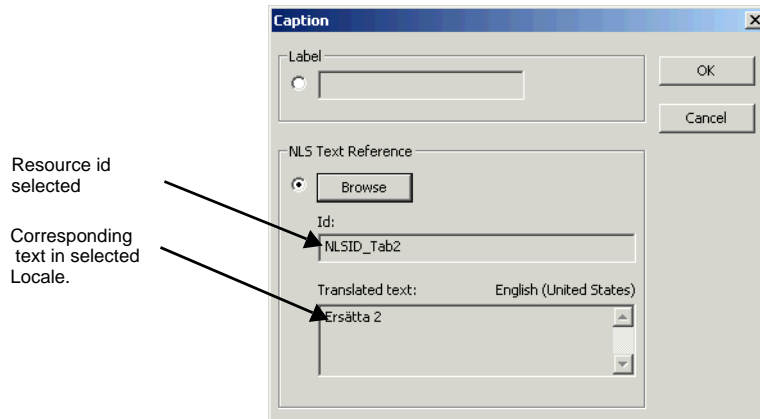 Caption
Label
OK
Cancel
NLS Text Reference
Browse
Resource id
selected
Id:
NLSID_Tab2
Corresponding
text in selected
Locale.
Translated text: English (United States)
Ersätta 2